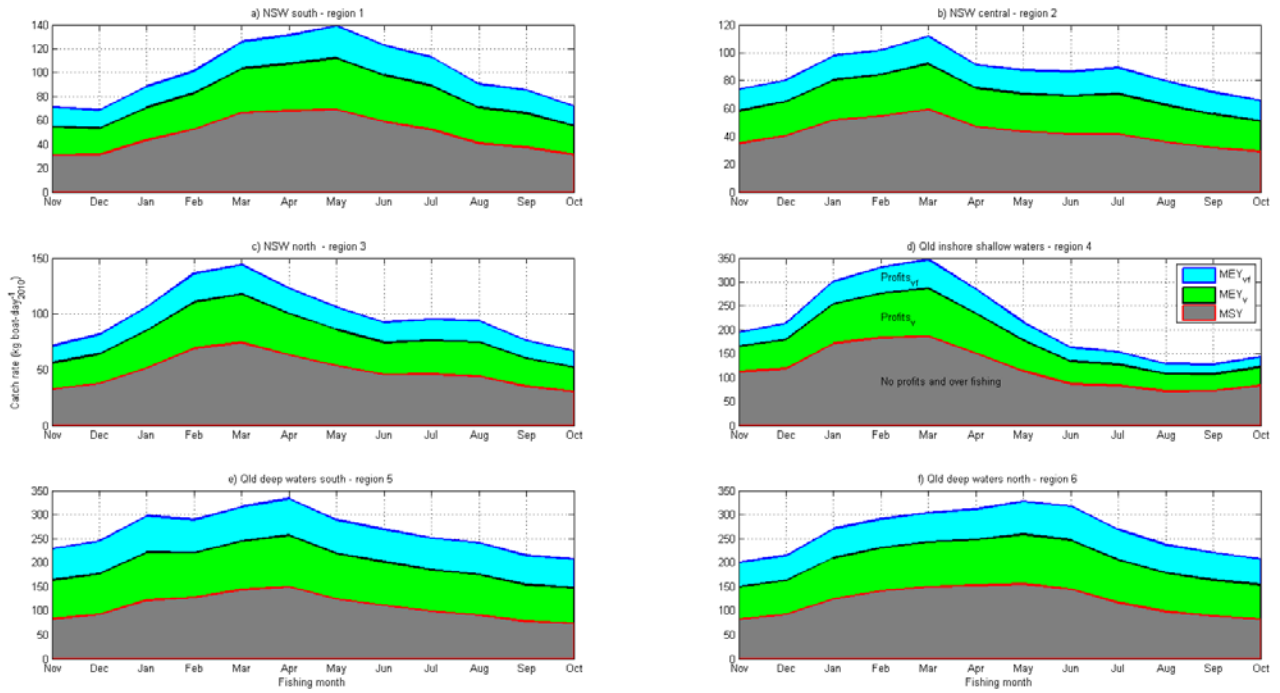 a) NSW south - region 1
140
120
100
80
60
40
20
0
Nov Dec Jan Feb Mar Apr May Jun Jul Aug Sep Oct
b) NSW central - region 2
120
100
80
60
40
20
0
Nov Dec Jan Feb Mar Apr May Jun Jul Aug Sep Oct
c) NSW north - region 3
150
100
50
0
Nov Dec Jan Feb Mar Apr May Jun Jul Aug Sep Oct
Catch rate (kg boat-day⁻¹₂₀₁₀)
d) Qld inshore shallow waters - region 4
350
300
250
200
150
100
50
0
Profits_vf
Profits_v
No profits and over fishing
MEY_vf
MEY_v
MSY
Nov Dec Jan Feb Mar Apr May Jun Jul Aug Sep Oct
e) Qld deep waters south - region 5
350
300
250
200
150
100
50
0
Nov Dec Jan Feb Mar Apr May Jun Jul Aug Sep Oct
Fishing month
f) Qld deep waters north - region 6
350
300
250
200
150
100
50
0
Nov Dec Jan Feb Mar Apr May Jun Jul Aug Sep Oct
Fishing month